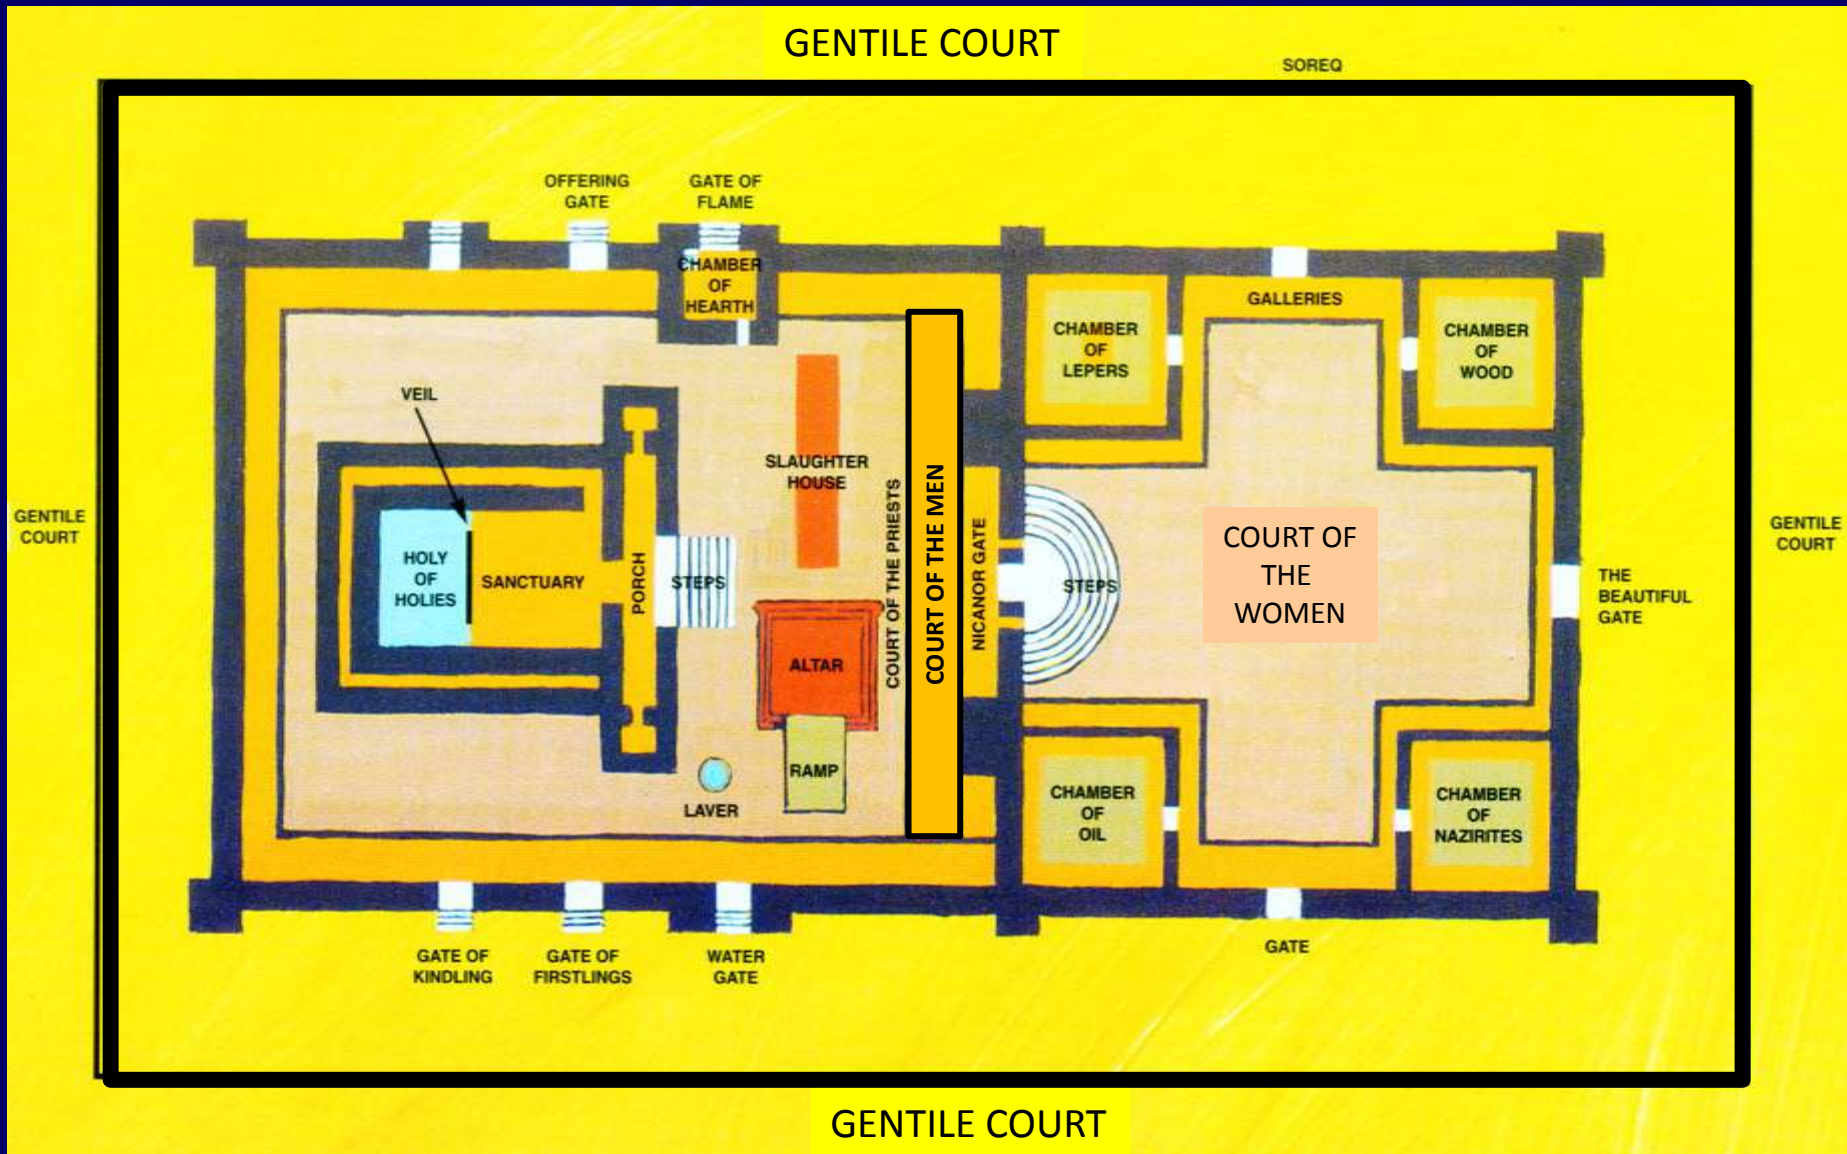 GENTILE COURT
SOREQ
OFFERING
GATE
GATE OF
FLAME
CHAMBER
OF
HEARTH
GALLERIES
CHAMBER
OF
LEPERS
CHAMBER
OF
WOOD
VEIL
SLAUGHTER
HOUSE
COURT OF THE PRIESTS
COURT OF THE MEN
NICANOR GATE
GENTILE
COURT
HOLY
OF
HOLIES
SANCTUARY
PORCH
STEPS
STEPS
COURT OF
THE
WOMEN
THE
BEAUTIFUL
GATE
GENTILE
COURT
ALTAR
RAMP
LAVER
CHAMBER
OF
OIL
CHAMBER
OF
NAZIRITES
GATE OF
KINDLING
GATE OF
FIRSTLINGS
WATER
GATE
GATE
GENTILE COURT